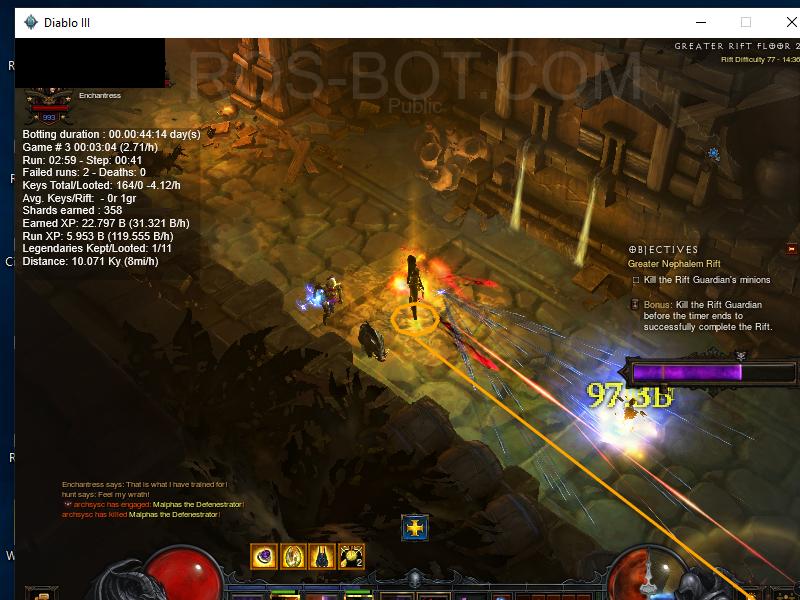 Diablo III
GREATER RIFT FLOOR 2
Rift Difficulty 77 - 14:36
ROS-BOT.COM
Public
Enchantress
993
Botting duration : 00.00:44:14 day(s)
Game # 3 00:03:04 (2.71/h)
Run: 02:59 - Step: 00:41
Failed runs: 2 - Deaths: 0
Keys Total/Looted: 164/0 -4.12/h
Avg. Keys/Rift: - 0r 1gr
Shards earned : 358
Earned XP: 22.797 B (31.321 B/h)
Run XP: 5.953 B (119.555 B/h)
Legendaries Kept/Looted: 1/11
Distance: 10.071 Ky (8mi/h)
OBJECTIVES
Greater Nephalem Rift
Kill the Rift Guardian's minions
Bonus: Kill the Rift Guardian
before the timer ends to
successfully complete the Rift.
Enchantress says: That is what I have trained for!
hunt says: Feel my wrath!
archsysc has engaged: Malphas the Defenestrator!
archsysc has killed Malphas the Defenestrator!
2